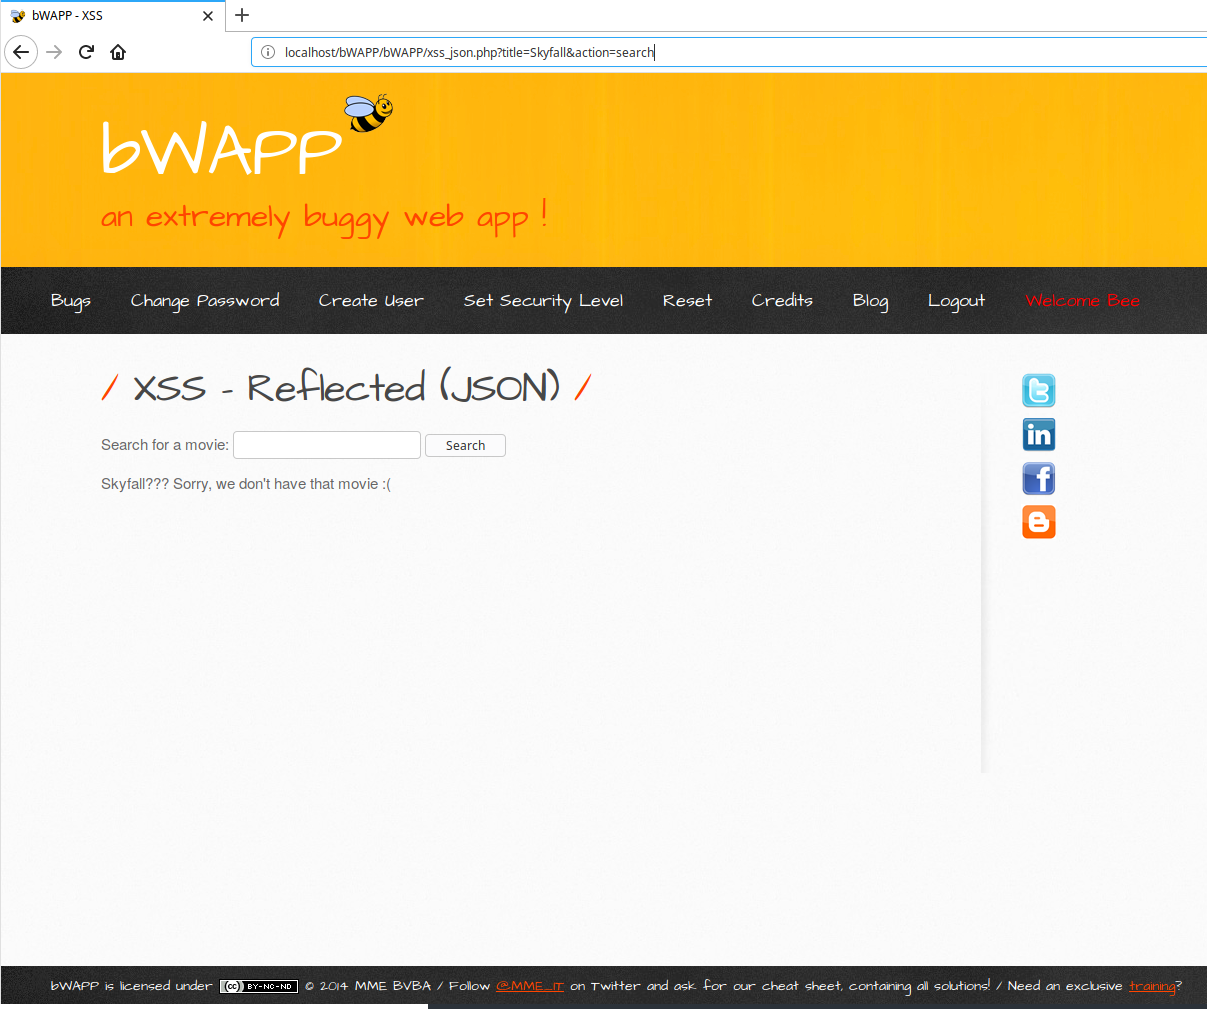 bWAPP - XSS
localhost/bWAPP/bWAPP/xss_json.php?title=Skyfall&action=search
bWAPP
an extremely buggy web app !
Bugs Change Password Create User Set Security Level Reset Credits Blog Logout Welcome Bee
/ XSS - Reflected (JSON) /
Search for a movie: Search
Skyfall??? Sorry, we don't have that movie :(
bWAPP is licensed under cc BY-NC-ND © 2014 MME BVBA / Follow @MME_IT on Twitter and ask for our cheat sheet, containing all solutions! / Need an exclusive training?